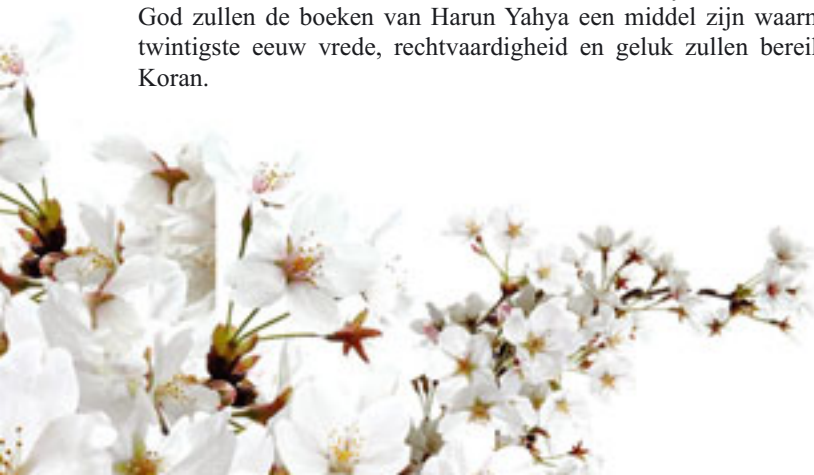 God zullen de boeken van Harun Yahya een middel zijn
twintigste eeuw vrede, rechtvaardigheid en geluk zullen
Koran.